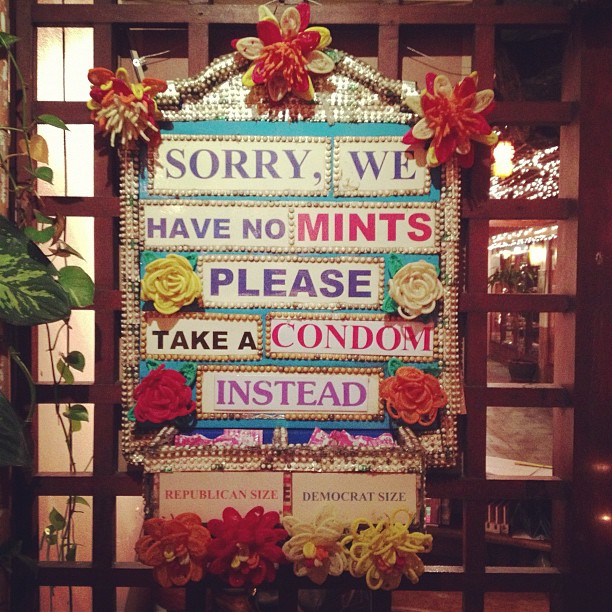 SORRY, WE
HAVE NO MINTS
PLEASE
TAKE A CONDOM
INSTEAD
REPUBLICAN SIZE DEMOCRAT SIZE